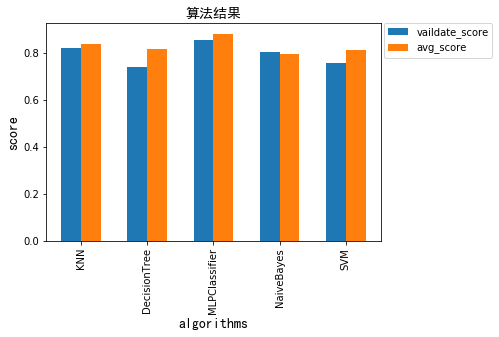 算法结果
vaildate_score
avg_score
score
0.8
0.6
0.4
0.2
0.0
KNN
DecisionTree
MLPClassifier
NaiveBayes
SVM
algorithms